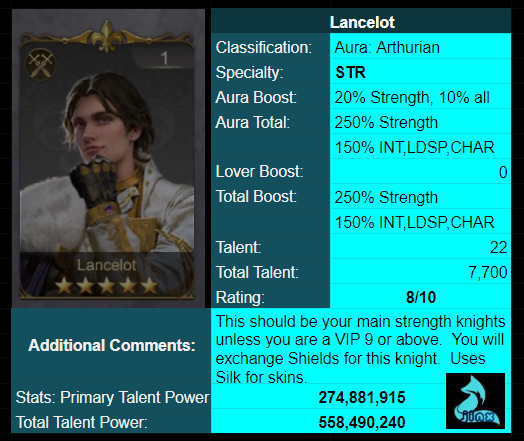 Lancelot
1
Lancelot
Classification: Aura: Arthurian
Specialty: STR
Aura Boost: 20% Strength, 10% all
Aura Total: 250% Strength
150% INT,LDSP,CHAR
Lover Boost: 0
Total Boost: 250% Strength
150% INT,LDSP,CHAR
Talent: 22
Total Talent: 7,700
Rating: 8/10
Additional Comments:
This should be your main strength knights
unless you are a VIP 9 or above. You will
exchange Shields for this knight. Uses
Silk for skins.
Stats: Primary Talent Power 274,881,915
Total Talent Power: 558,490,240